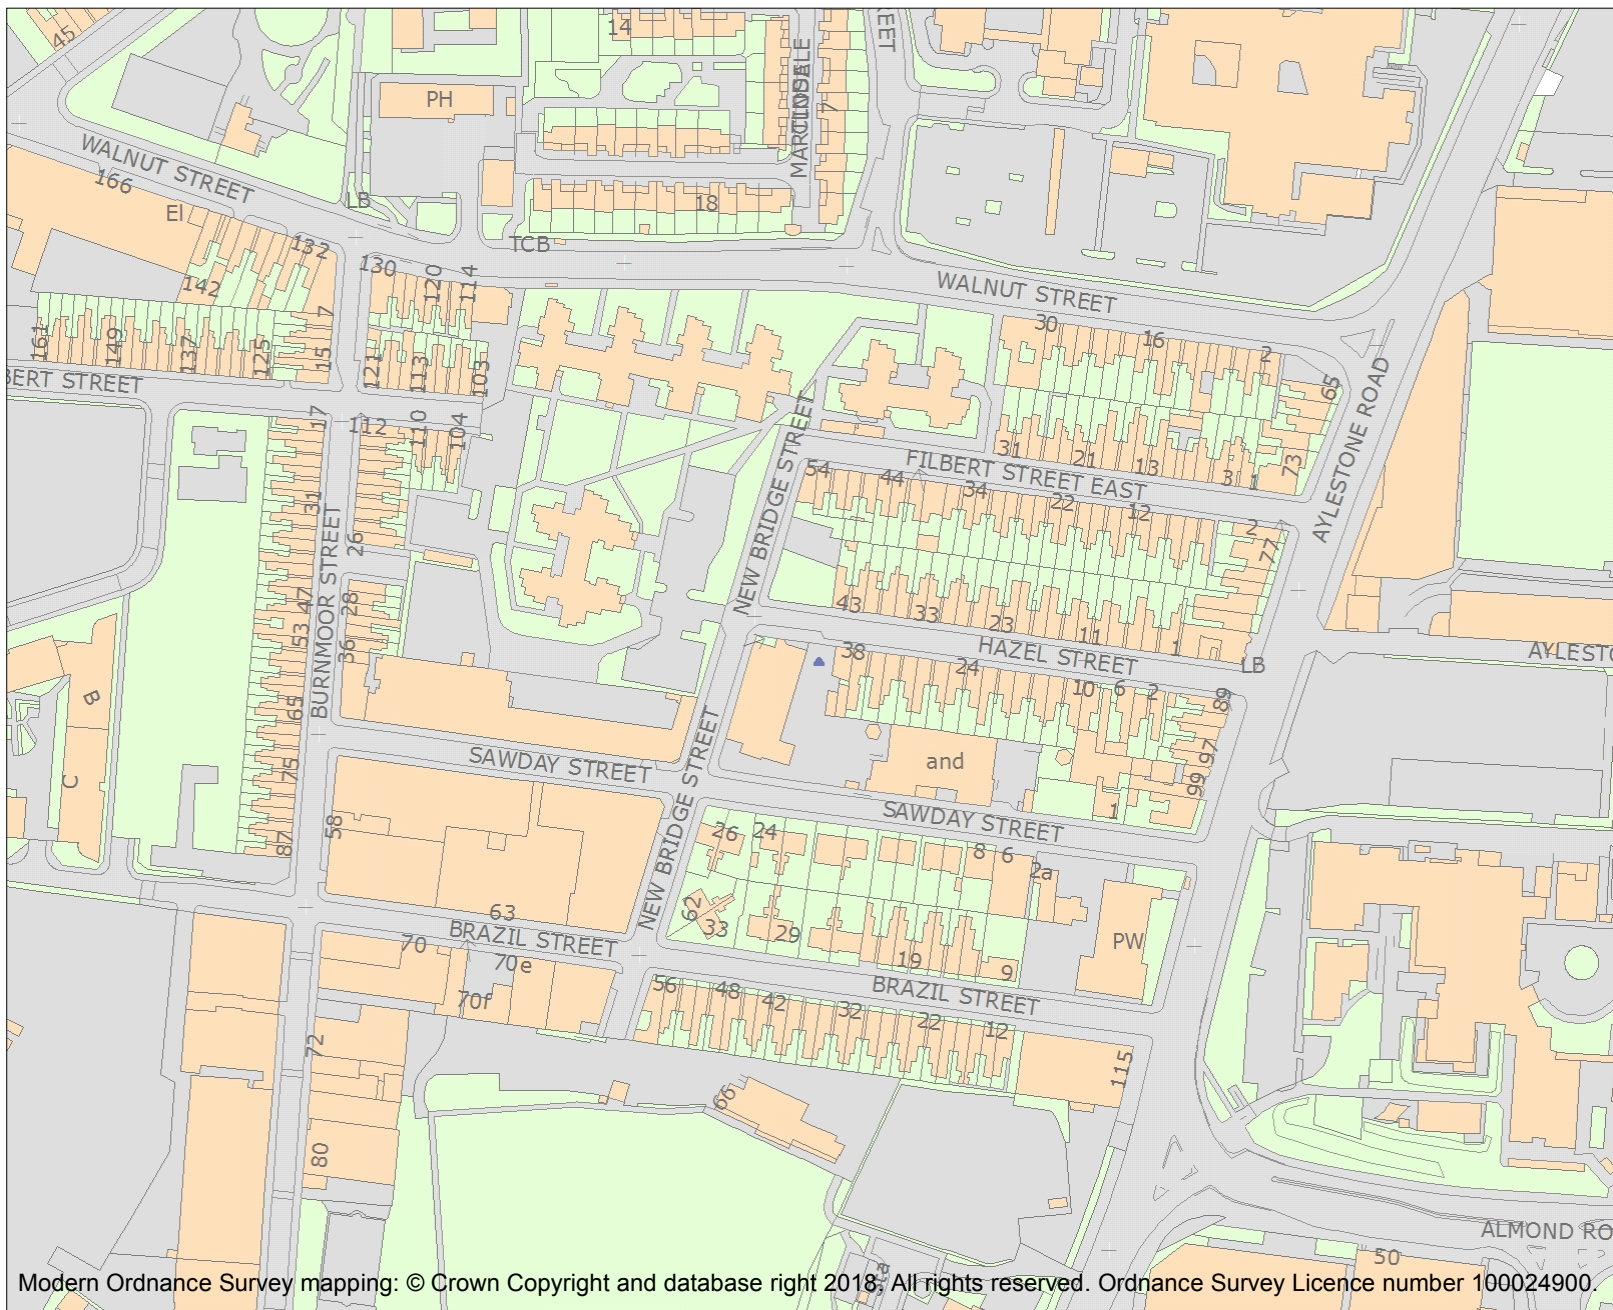 45
14
REET
PH
MARTINDALE
CLOSE
7
WALNUT STREET
166
El
LB
18
TCB
132
130
120
114
142
WALNUT STREET
30
16
2
65
161
149
137
125
7
15
121
113
103
BERT STREET
17
112
110
104
NEW BRIDGE STREET
31
21
13
3
1
73
FILBERT STREET EAST
AYLESTONE ROAD
54
44
34
22
12
2
77
31
26
BURNMOOR STREET
47
28
53
36
43
33
23
11
1
HAZEL STREET
LB
AYLESTO
38
24
10
6
2
89
B
65
C
75
SAWDAY STREET
NEW BRIDGE STREET
and
97
99
1
58
87
SAWDAY STREET
26
24
8
6
2a
62
33
29
19
9
PW
63
BRAZIL STREET
70
70e
70f
BRAZIL STREET
56
48
42
32
22
12
115
72
66
80
ALMOND RO
50
Modern Ordnance Survey mapping: © Crown Copyright and database right 2018, All rights reserved. Ordnance Survey Licence number 100024900.